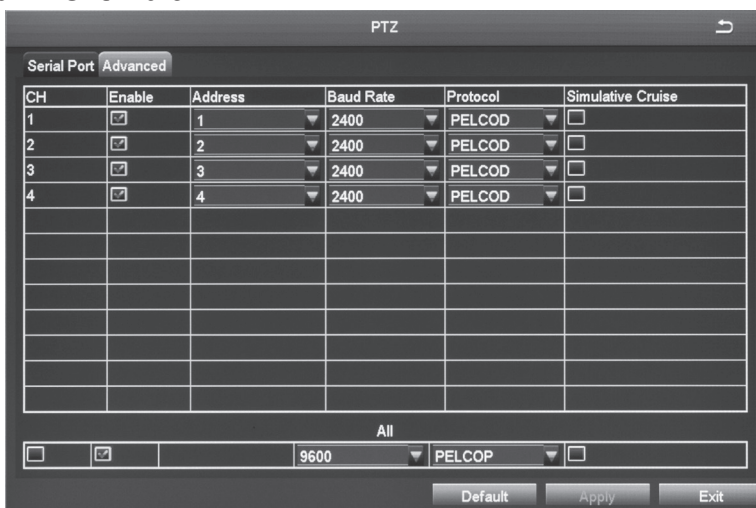 PTZ
Serial Port Advanced
CH Enable Address Baud Rate Protocol Simulative Cruise
1 1 2400 PELCOD
2 2 2400 PELCOD
3 3 2400 PELCOD
4 4 2400 PELCOD
All
9600 PELCOP
Default Apply Exit